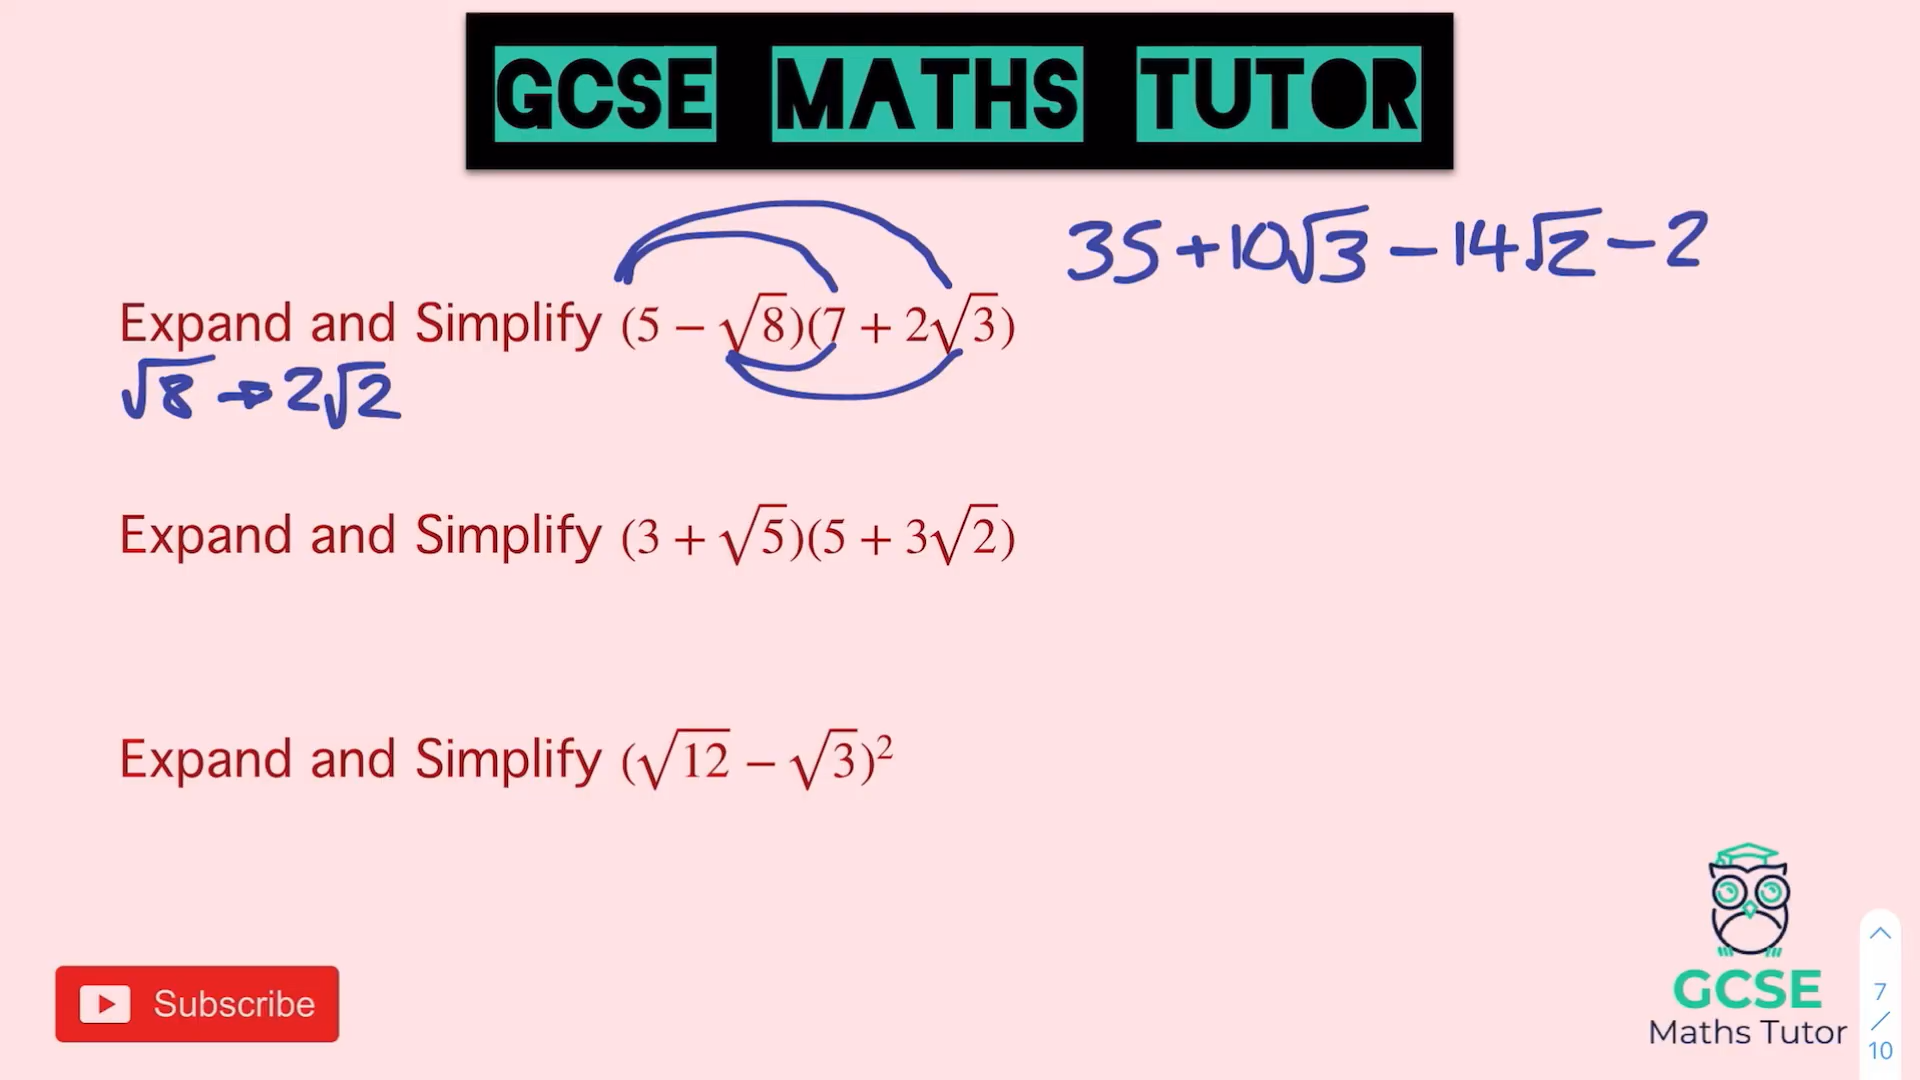 GCSE MATHS TUTOR
35 + 10√3 − 14√2 − 2
Expand and Simplify (5 − √8)(7 + 2√3)
√8 → 2√2
Expand and Simplify (3 + √5)(5 + 3√2)
Expand and Simplify (√12 − √3)²
Subscribe
GCSE
Maths Tutor
7
/
10